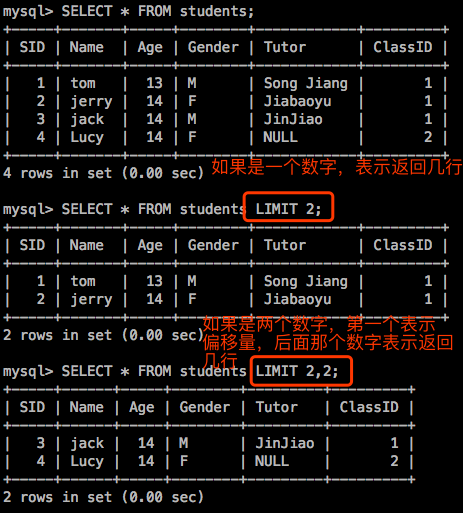 mysql> SELECT * FROM students;
+-----+-------+------+--------+------------+---------+
| SID | Name  | Age  | Gender | Tutor      | ClassID |
+-----+-------+------+--------+------------+---------+
|   1 | tom   |   13 | M      | Song Jiang |       1 |
|   2 | jerry |   14 | F      | Jiabaoyu   |       1 |
|   3 | jack  |   14 | M      | JinJiao    |       1 |
|   4 | Lucy  |   14 | F      | NULL       |       2 |
+-----+-------+------+--------+------------+---------+
4 rows in set (0.00 sec)
如果是一个数字，表示返回几行
mysql> SELECT * FROM students LIMIT 2;
+-----+-------+------+--------+------------+---------+
| SID | Name  | Age  | Gender | Tutor      | ClassID |
+-----+-------+------+--------+------------+---------+
|   1 | tom   |   13 | M      | Song Jiang |       1 |
|   2 | jerry |   14 | F      | Jiabaoyu   |       1 |
+-----+-------+------+--------+------------+---------+
2 rows in set (0.00 sec)
如果是两个数字，第一个表示
偏移量，后面那个数字表示返回
几行
mysql> SELECT * FROM students LIMIT 2,2;
+-----+------+------+--------+---------+---------+
| SID | Name | Age  | Gender | Tutor   | ClassID |
+-----+------+------+--------+---------+---------+
|   3 | jack |   14 | M      | JinJiao |       1 |
|   4 | Lucy |   14 | F      | NULL    |       2 |
+-----+------+------+--------+---------+---------+
2 rows in set (0.00 sec)